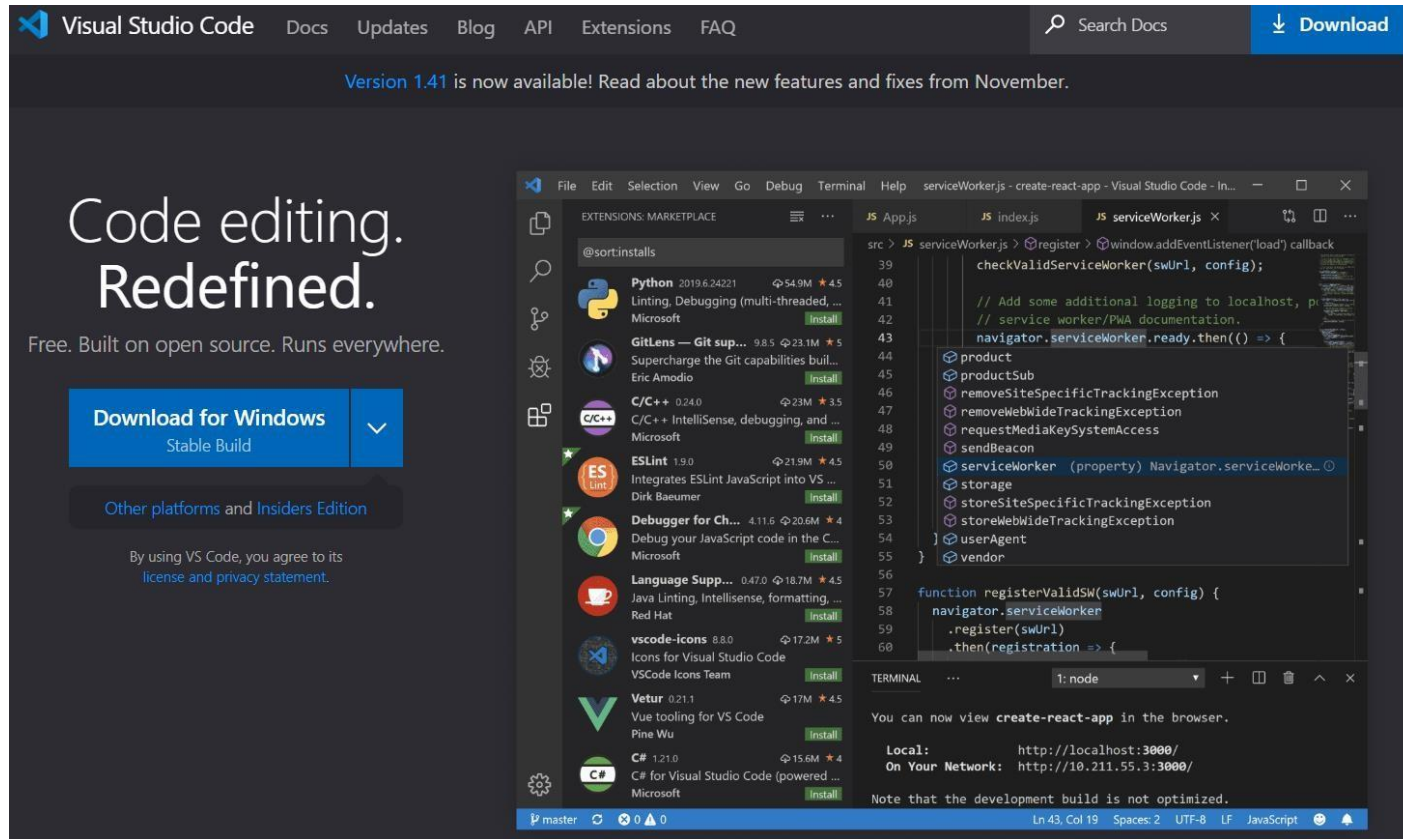 Visual Studio Code Docs Updates Blog API Extensions FAQ Search Docs Download
Version 1.41 is now available! Read about the new features and fixes from November.
Code editing.
Redefined.
Free. Built on open source. Runs everywhere.
Download for Windows
Stable Build
Other platforms and Insiders Edition
By using VS Code, you agree to its
license and privacy statement.
File Edit Selection View Go Debug Terminal Help serviceWorker.js - create-react-app - Visual Studio Code - In...
EXTENSIONS: MARKETPLACE
@sort:installs
Python 2019.6.24221 54.9M ★ 4.5
Linting, Debugging (multi-threaded, ...
Microsoft Install
GitLens — Git sup... 9.8.5 23.1M ★ 5
Supercharge the Git capabilities buil...
Eric Amodio Install
C/C++
C/C++ 0.24.0 23M ★ 3.5
C/C++ IntelliSense, debugging, and ...
Microsoft Install
ES
Lint
ESLint 1.9.0 21.9M ★ 4.5
Integrates ESLint JavaScript into VS ...
Dirk Baeumer Install
Debugger for Ch... 4.11.6 20.6M ★ 4
Debug your JavaScript code in the C...
Microsoft Install
Language Supp... 0.47.0 18.7M ★ 4.5
Java Linting, Intellisense, formatting, ...
Red Hat Install
vscode-icons 8.8.0 17.2M ★ 5
Icons for Visual Studio Code
VSCode Icons Team Install
Vetur 0.21.1 17M ★ 4.5
Vue tooling for VS Code
Pine Wu Install
C#
C# 1.21.0 15.6M ★ 4
C# for Visual Studio Code (powered ...
Microsoft Install
JS App.js JS index.js JS serviceWorker.js
src > JS serviceWorker.js > register > window.addEventListener('load') callback
39 checkValidServiceWorker(swUrl, config);
40
41 // Add some additional logging to localhost, p
42 // service worker/PWA documentation.
43 navigator.serviceWorker.ready.then(() => {
44 product
45 productSub
46 removeSiteSpecificTrackingException
47 removeWebWideTrackingException
48 requestMediaKeySystemAccess
49 sendBeacon
50 serviceWorker (property) Navigator.serviceWorke...
51 storage
52 storeSiteSpecificTrackingException
53 storeWebWideTrackingException
54 ] userAgent
55 } vendor
56
57 function registerValidSW(swUrl, config) {
58 navigator.serviceWorker
59 .register(swUrl)
60 .then(registration => {
TERMINAL ... 1: node
You can now view create-react-app in the browser.
Local: http://localhost:3000/
On Your Network: http://10.211.55.3:3000/
Note that the development build is not optimized.
master 0 0 Ln 43, Col 19 Spaces: 2 UTF-8 LF JavaScript